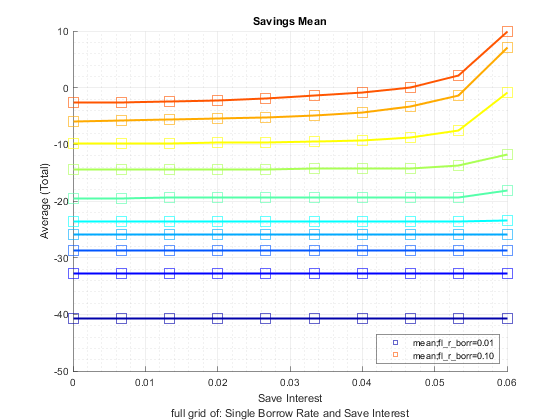 Savings Mean
10
0
-10
-20
-30
-40
-50
Average (Total)
0 0.01 0.02 0.03 0.04 0.05 0.06
Save Interest
full grid of: Single Borrow Rate and Save Interest
mean;fl_r_borr=0.01
mean;fl_r_borr=0.10